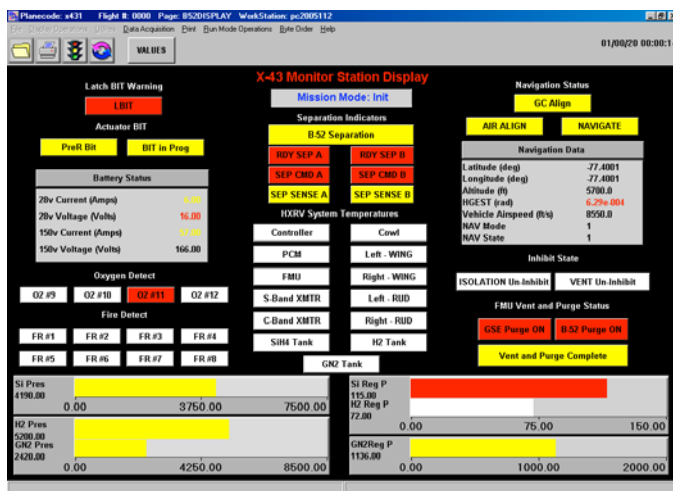 Planecode: x431 Flight #: 0000 Page: B52DISPLAY WorkStation: pc2005112
File Display Operations Utilities Data Acquisition Print Run Mode Operations Byte Order Help
VALUES
01/00/20 00:00:1
X-43 Monitor Station Display
Mission Mode: Init
Latch BIT Warning
LBIT
Actuator BIT
PreR Bit BIT in Prog
Battery Status
28v Current (Amps)
28v Voltage (Volts) 16.00
150v Current (Amps)
150v Voltage (Volts) 166.00
Oxygen Detect
O2 #9 O2 #10 O2 #11 O2 #12
Fire Detect
FR #1 FR #2 FR #3 FR #4
FR #5 FR #6 FR #7 FR #8
Separation Indicators
B-52 Separation
RDY SEP A RDY SEP B
SEP CMD A SEP CMD B
SEP SENSE A SEP SENSE B
HXRV System Temperatures
Controller Cowl
PCM Left - WING
FMU Right - WING
S-Band XMTR Left - RUD
C-Band XMTR Right - RUD
SiH4 Tank H2 Tank
GN2 Tank
Navigation Status
GC Align
AIR ALIGN NAVIGATE
Navigation Data
Latitude (deg) -77.4001
Longitude (deg) -77.4001
Altitude (ft) 5700.0
HGEST (rad) 6.29e-004
Vehicle Airspeed (ft/s) 8550.0
NAV Mode 1
NAV State 1
Inhibit State
ISOLATION Un-Inhibit VENT Un-Inhibit
FMU Vent and Purge Status
GSE Purge ON B-52 Purge ON
Vent and Purge Complete
Si Pres
4190.00
0.00 3750.00 7500.00
H2 Pres
5200.00
GN2 Pres
2420.00
0.00 4250.00 8500.00
Si Reg P
115.00
H2 Reg P
72.00
0.00 75.00 150.00
GN2Reg P
1136.00
0.00 1000.00 2000.00